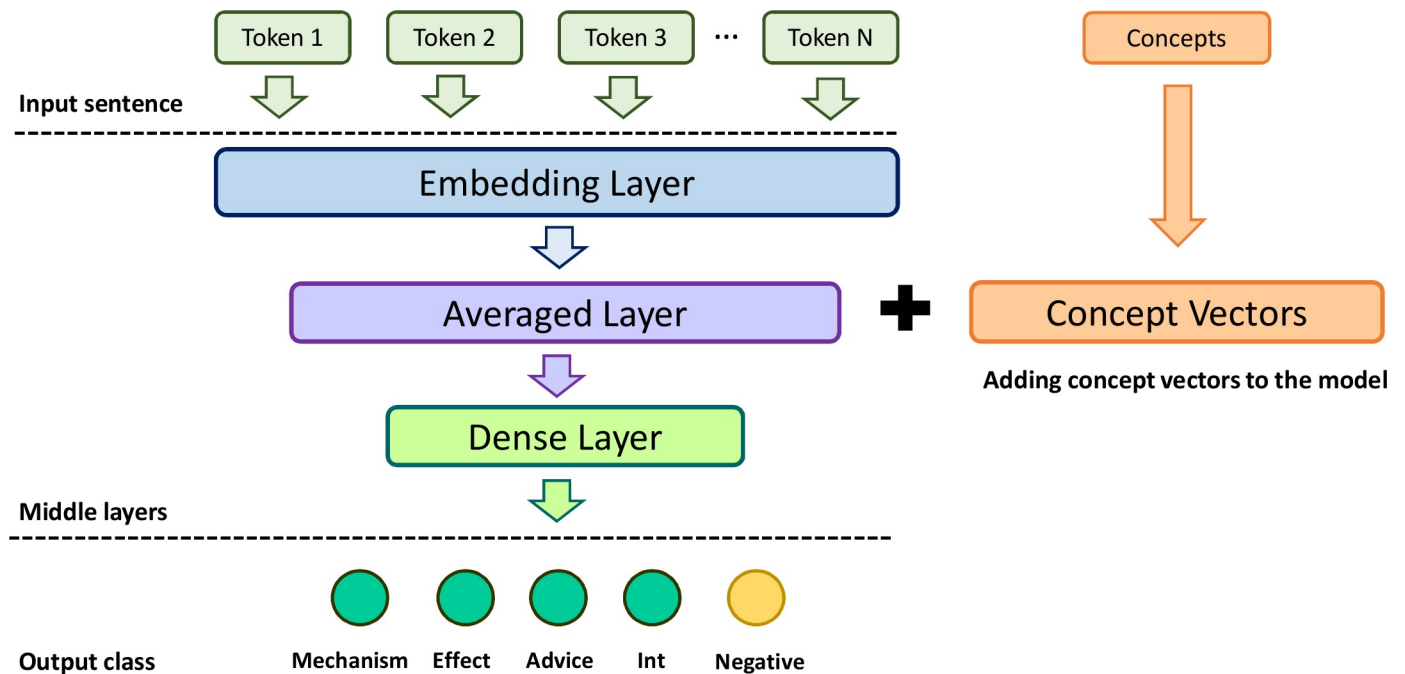 Token 1
Token 2
Token 3
...
Token N
Concepts
Input sentence
Embedding Layer
Averaged Layer
+
Concept Vectors
Adding concept vectors to the model
Dense Layer
Middle layers
Mechanism
Effect
Advice
Int
Negative
Output class